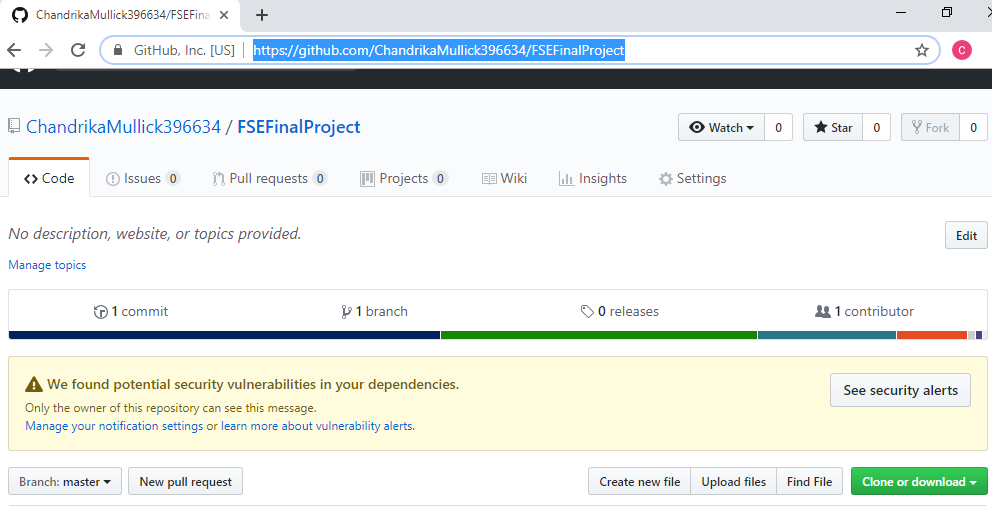 ChandrikaMullick396634/FSEFina
GitHub, Inc. [US] https://github.com/ChandrikaMullick396634/FSEFinalProject C
ChandrikaMullick396634 / FSEFinalProject Watch 0 Star 0 Fork 0
Code Issues 0 Pull requests 0 Projects 0 Wiki Insights Settings
No description, website, or topics provided. Edit
Manage topics
1 commit 1 branch 0 releases 1 contributor
We found potential security vulnerabilities in your dependencies. See security alerts
Only the owner of this repository can see this message.
Manage your notification settings or learn more about vulnerability alerts.
Branch: master New pull request Create new file Upload files Find File Clone or download